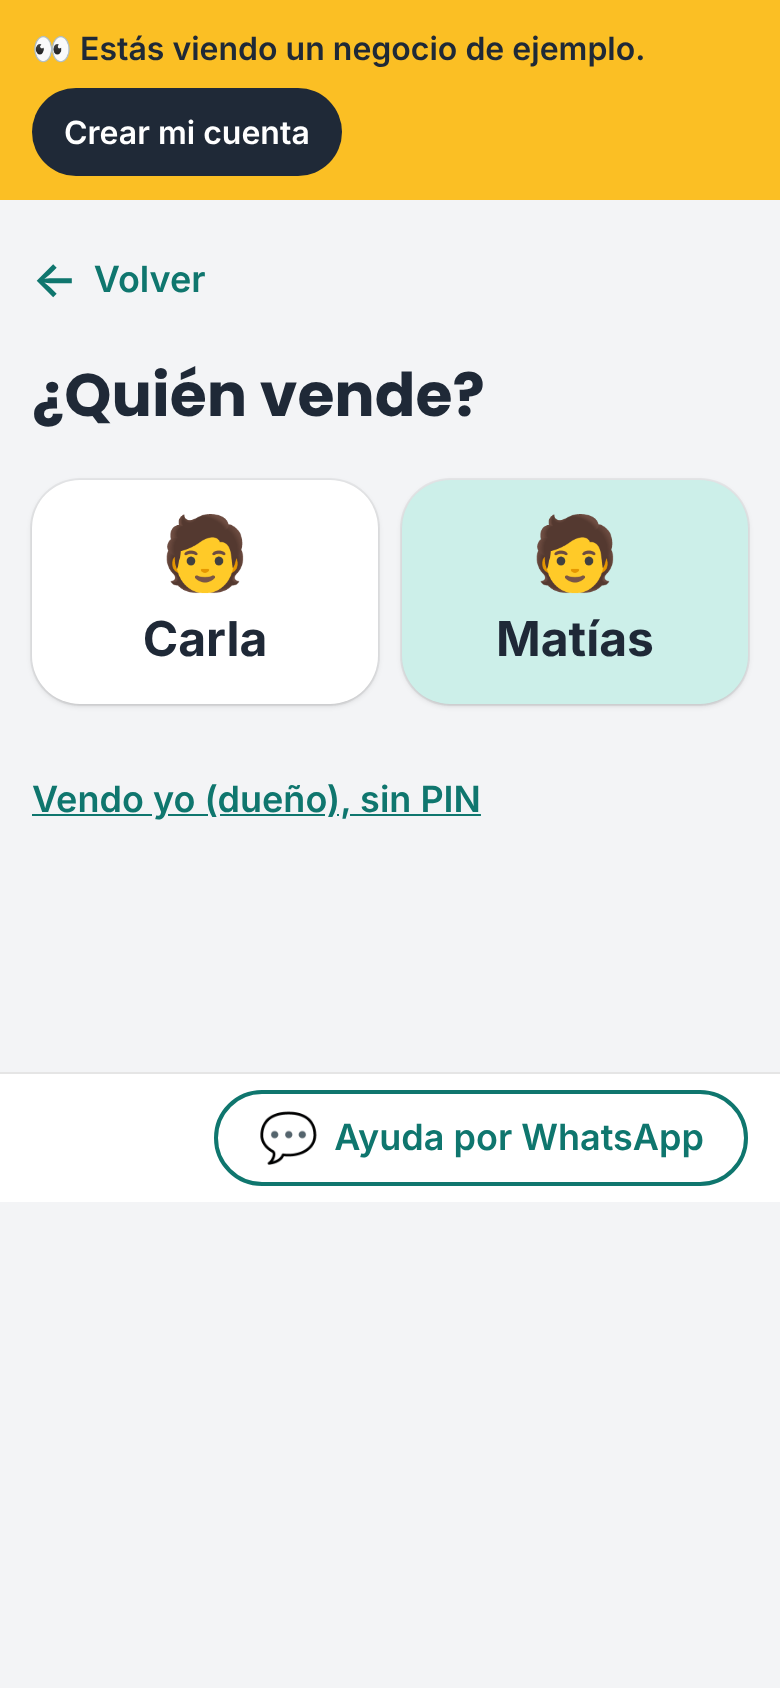 👀 Estás viendo un negocio de ejemplo.
Crear mi cuenta
← Volver
¿Quién vende?
Carla
Matías
Vendo yo (dueño), sin PIN
💬 Ayuda por WhatsApp